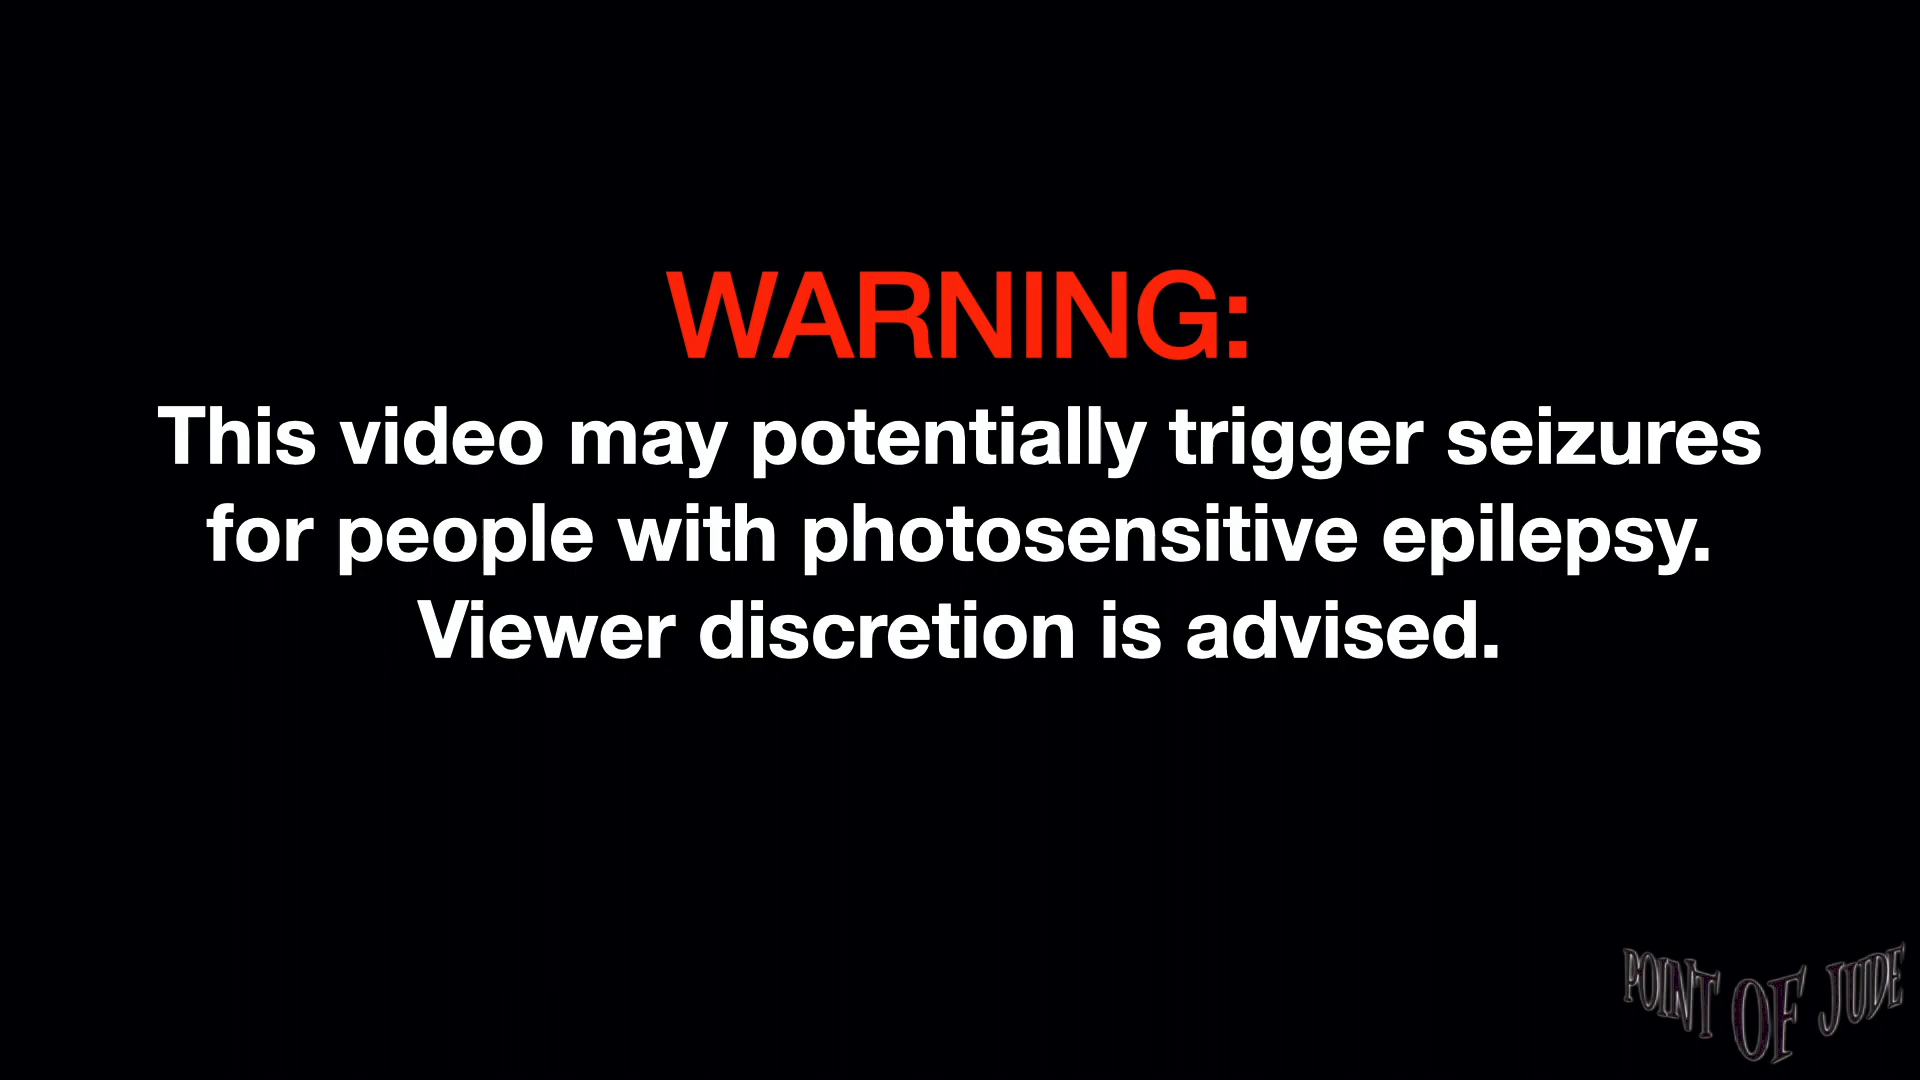 WARNING:
This video may potentially trigger seizures
for people with photosensitive epilepsy.
Viewer discretion is advised.
POINT OF JUDE